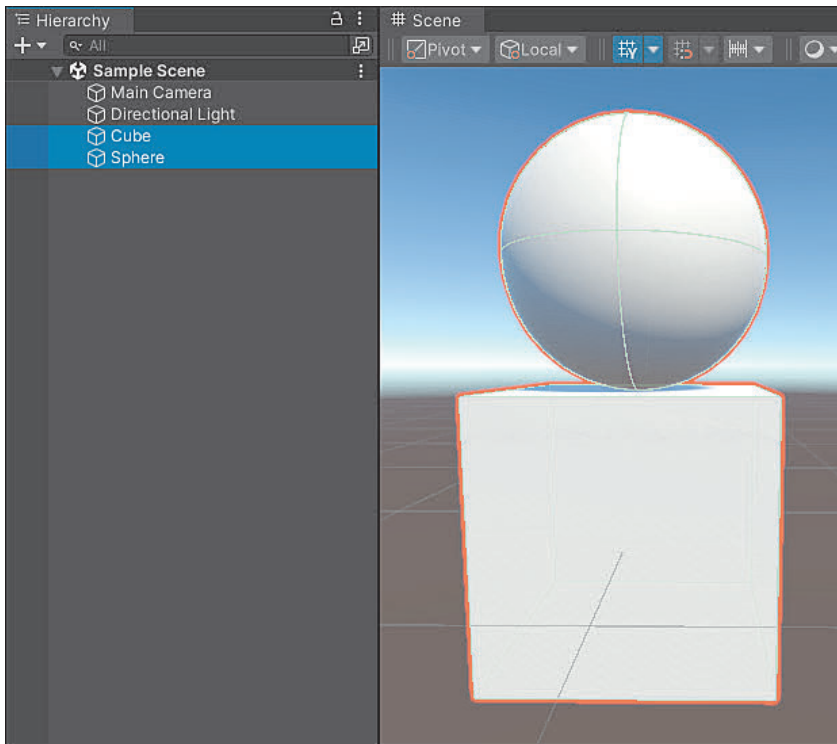 Hierarchy
All
Sample Scene
Main Camera
Directional Light
Cube
Sphere
Scene
Pivot
Local